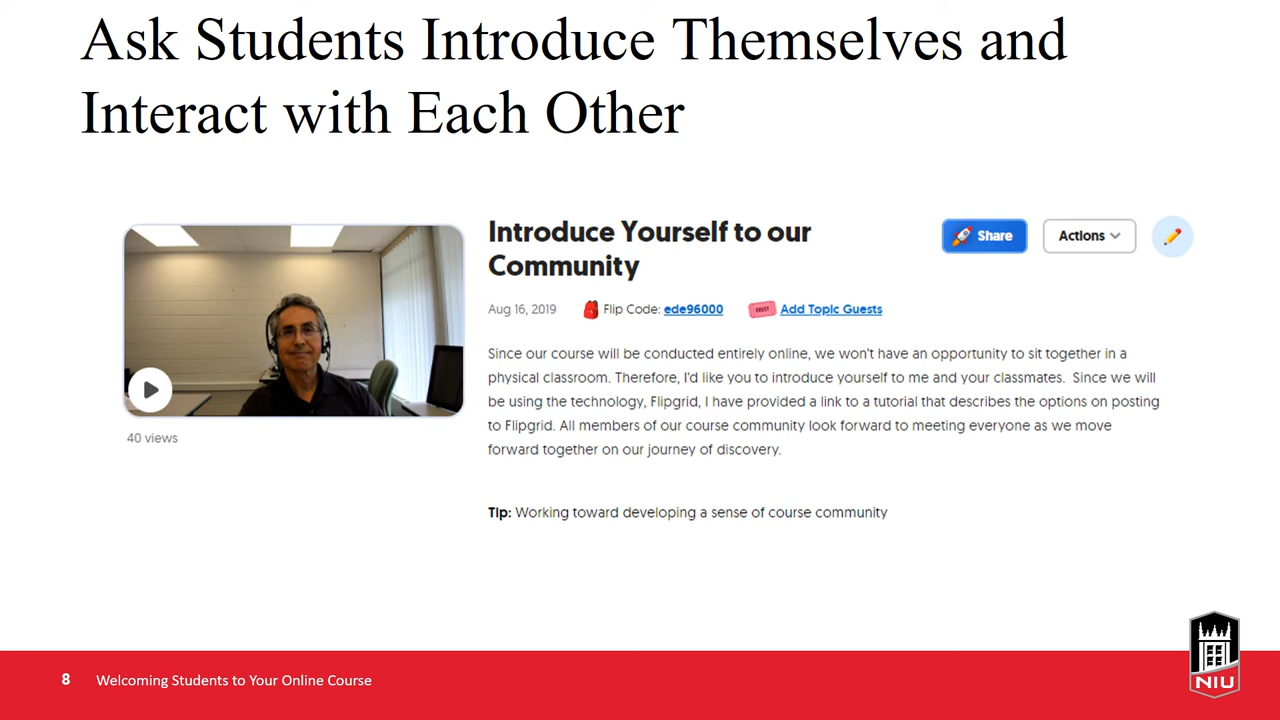 Ask Students Introduce Themselves and
Interact with Each Other
Introduce Yourself to our
Community
Share
Actions
Aug 16, 2019
Flip Code: ede96000
Add Topic Guests
Since our course will be conducted entirely online, we won't have an opportunity to sit together in a
physical classroom. Therefore, I'd like you to introduce yourself to me and your classmates. Since we will
be using the technology, Flipgrid, I have provided a link to a tutorial that describes the options on posting
to Flipgrid. All members of our course community look forward to meeting everyone as we move
forward together on our journey of discovery.
40 views
Tip: Working toward developing a sense of course community
8
Welcoming Students to Your Online Course
NIU